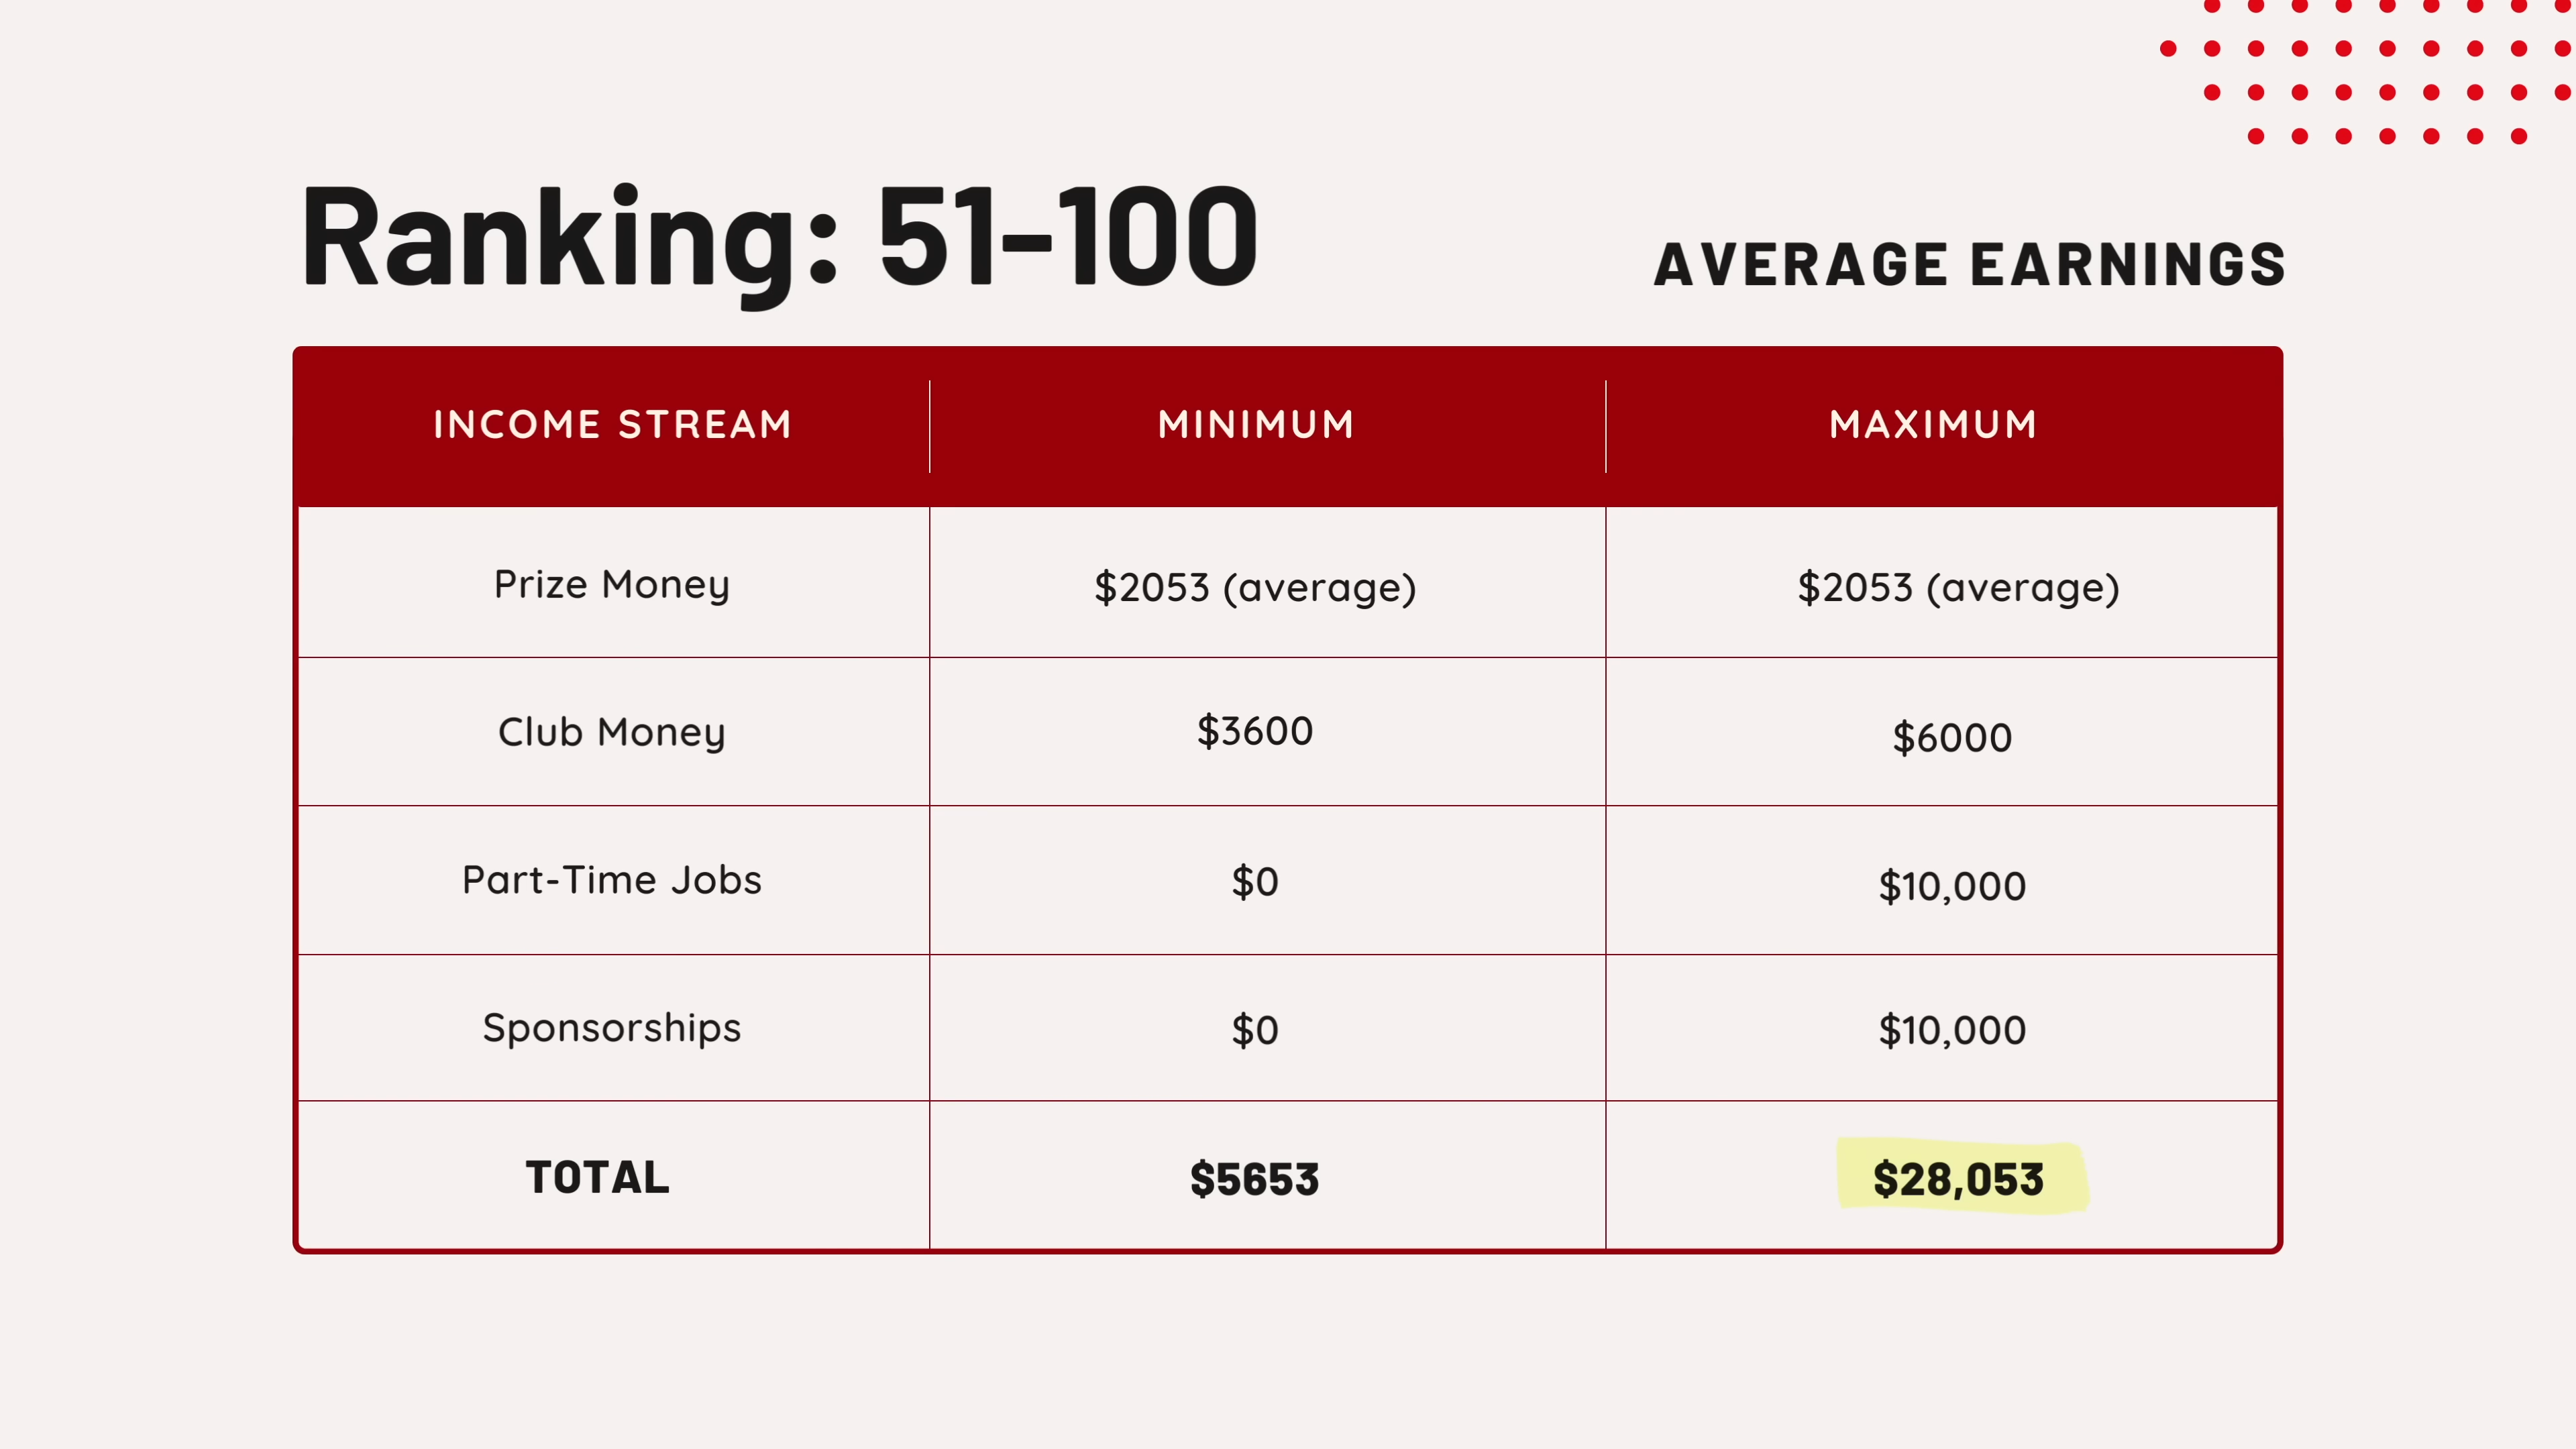 Ranking: 51-100
AVERAGE EARNINGS
INCOME STREAM MINIMUM MAXIMUM
Prize Money $2053 (average) $2053 (average)
Club Money $3600 $6000
Part-Time Jobs $0 $10,000
Sponsorships $0 $10,000
TOTAL $5653 $28,053